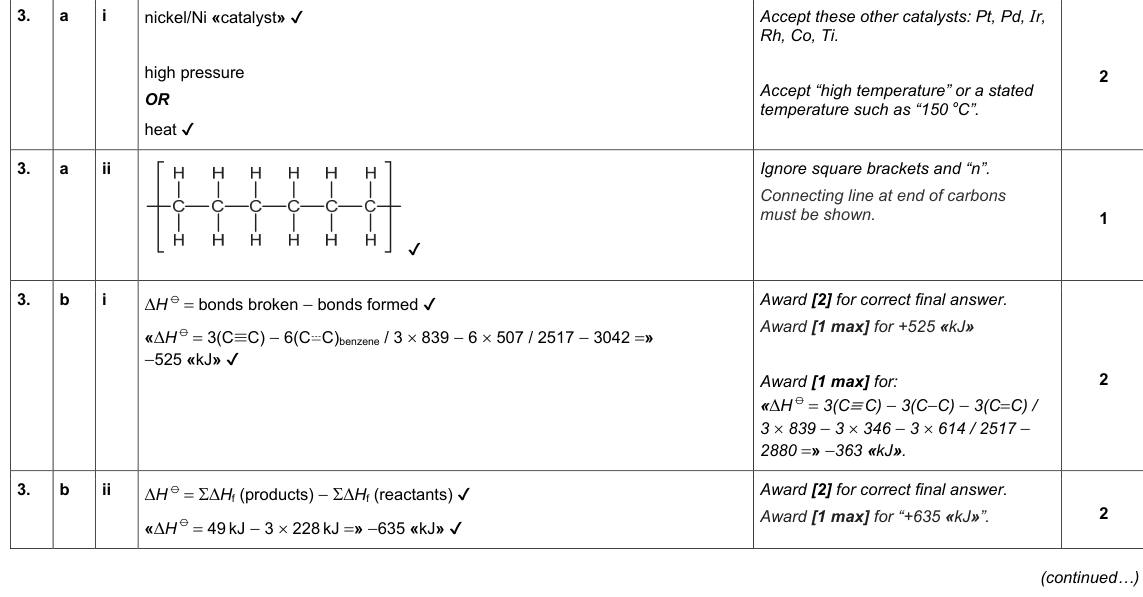 3. a i nickel/Ni «catalyst» ✓ Accept these other catalysts: Pt, Pd, Ir,
Rh, Co, Ti.
high pressure
OR
heat ✓
Accept “high temperature” or a stated
temperature such as “150 °C”.
2
3. a ii
H H H H H H
C C C C C C
H H H H H H
✓
Ignore square brackets and “n”.
Connecting line at end of carbons
must be shown.
1
3. b i
ΔH⊖ = bonds broken – bonds formed ✓
«ΔH⊖ = 3(C≡C) – 6(C=C)benzene / 3 × 839 – 6 × 507 / 2517 – 3042 =»
–525 «kJ» ✓
Award [2] for correct final answer.
Award [1 max] for +525 «kJ»
Award [1 max] for:
«ΔH⊖ = 3(C≡C) – 3(C–C) – 3(C=C) /
3 × 839 – 3 × 346 – 3 × 614 / 2517 –
2880 =» –363 «kJ».
2
3. b ii
ΔH⊖ = ΣΔHf (products) – ΣΔHf (reactants) ✓
«ΔH⊖ = 49 kJ – 3 × 228 kJ =» –635 «kJ» ✓
Award [2] for correct final answer.
Award [1 max] for “+635 «kJ»”.
2
(continued…)